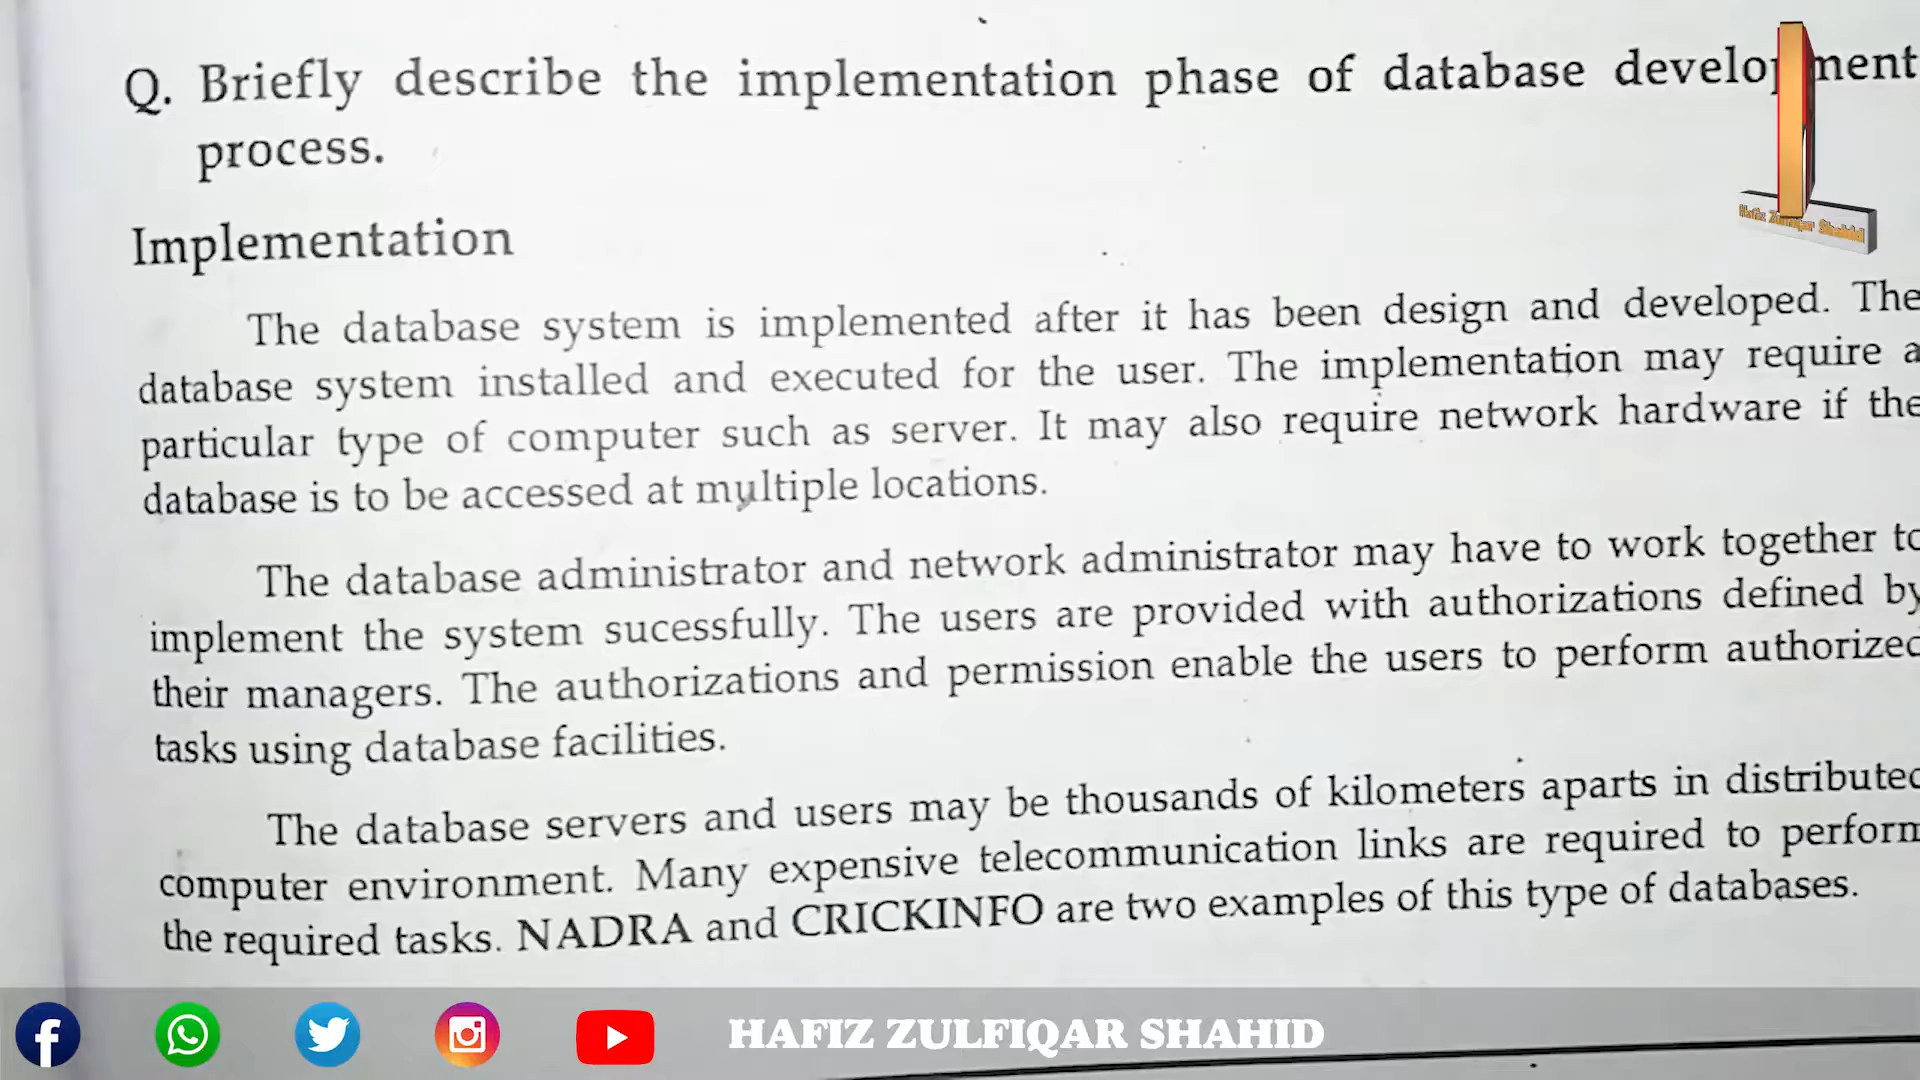 Q. Briefly describe the implementation phase of database development
process.
Implementation
The database system is implemented after it has been design and developed. The
database system installed and executed for the user. The implementation may require a
particular type of computer such as server. It may also require network hardware if the
database is to be accessed at multiple locations.
The database administrator and network administrator may have to work together to
implement the system sucessfully. The users are provided with authorizations defined by
their managers. The authorizations and permission enable the users to perform authorized
tasks using database facilities.
The database servers and users may be thousands of kilometers aparts in distributed
computer environment. Many expensive telecommunication links are required to perform
the required tasks. NADRA and CRICKINFO are two examples of this type of databases.
Hafiz Zulfiqar Shahid
HAFIZ ZULFIQAR SHAHID